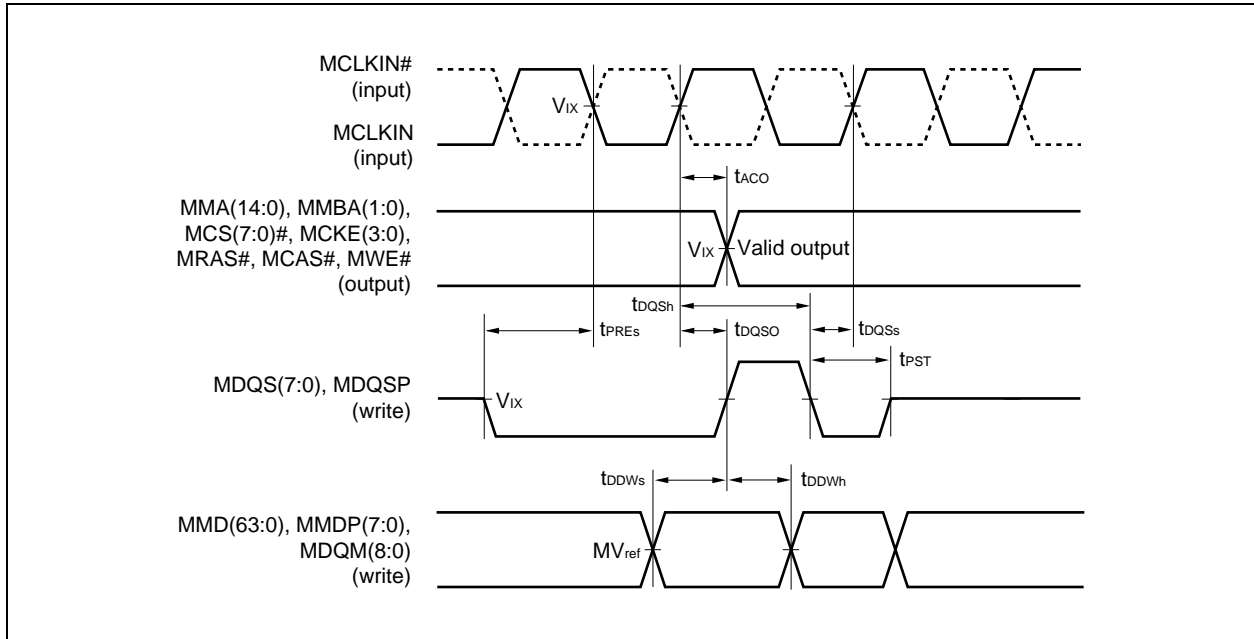 MCLKIN#
(input)
VIX
MCLKIN
(input)
tACO
MMA(14:0), MMBA(1:0),
MCS(7:0)#, MCKE(3:0),
MRAS#, MCAS#, MWE#
(output)
VIX
Valid output
tDQSh
tPREs
tDQSO
tDQSs
tPST
MDQS(7:0), MDQSP
(write)
VIX
tDDWs
tDDWh
MMD(63:0), MMDP(7:0),
MDQM(8:0)
(write)
MVref